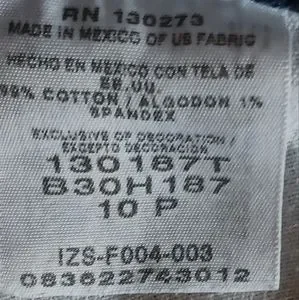 RN 130273
MADE IN MEXICO OF US FABRIC
HECHO EN MEXICO CON TELA DE
EE.UU.
99% COTTON / ALGODON 1%
SPANDEX
EXCLUSIVE OF DECORATION /
EXCEPTO DECORACION
130187T
B30H187
10 P
IZS-F004-003
083622743012